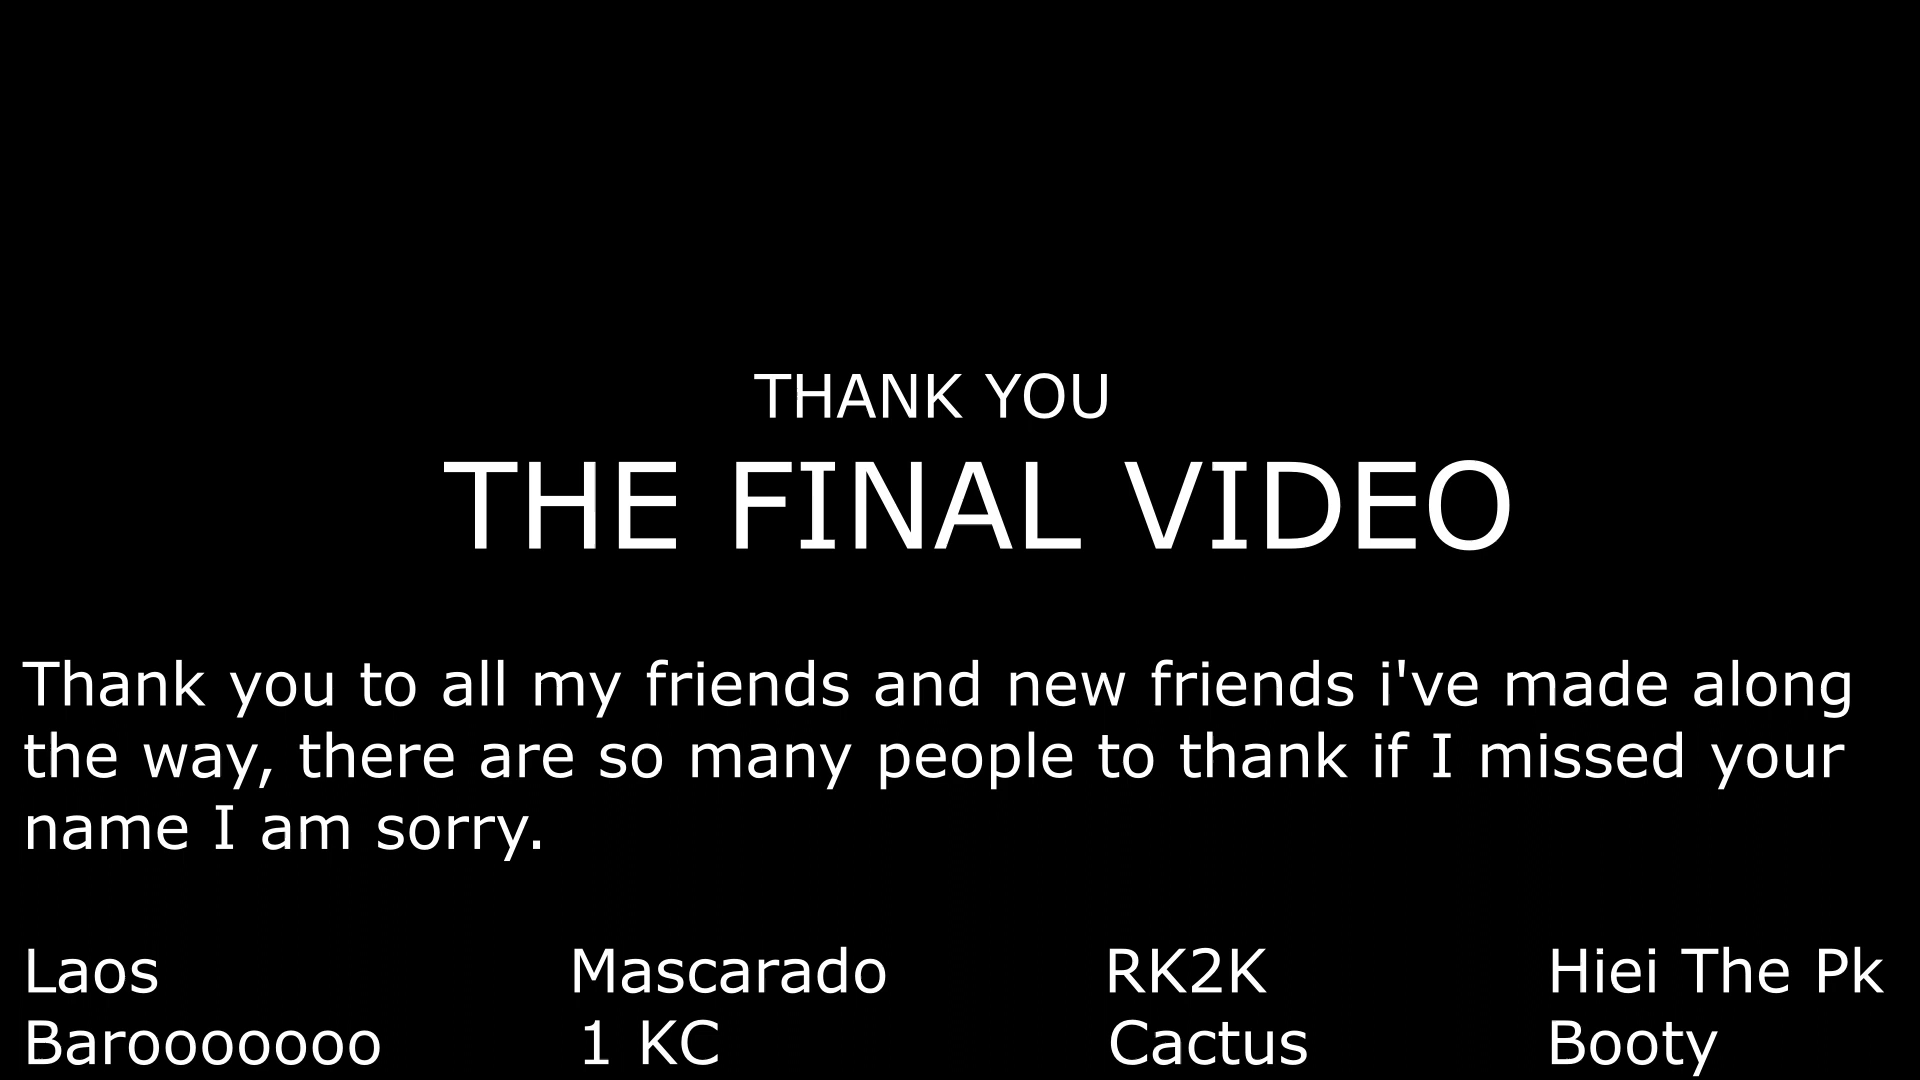 THANK YOU
THE FINAL VIDEO
Thank you to all my friends and new friends i've made along
the way, there are so many people to thank if I missed your
name I am sorry.
Laos Mascarado RK2K Hiei The Pk
Barooooooo 1 KC Cactus Booty